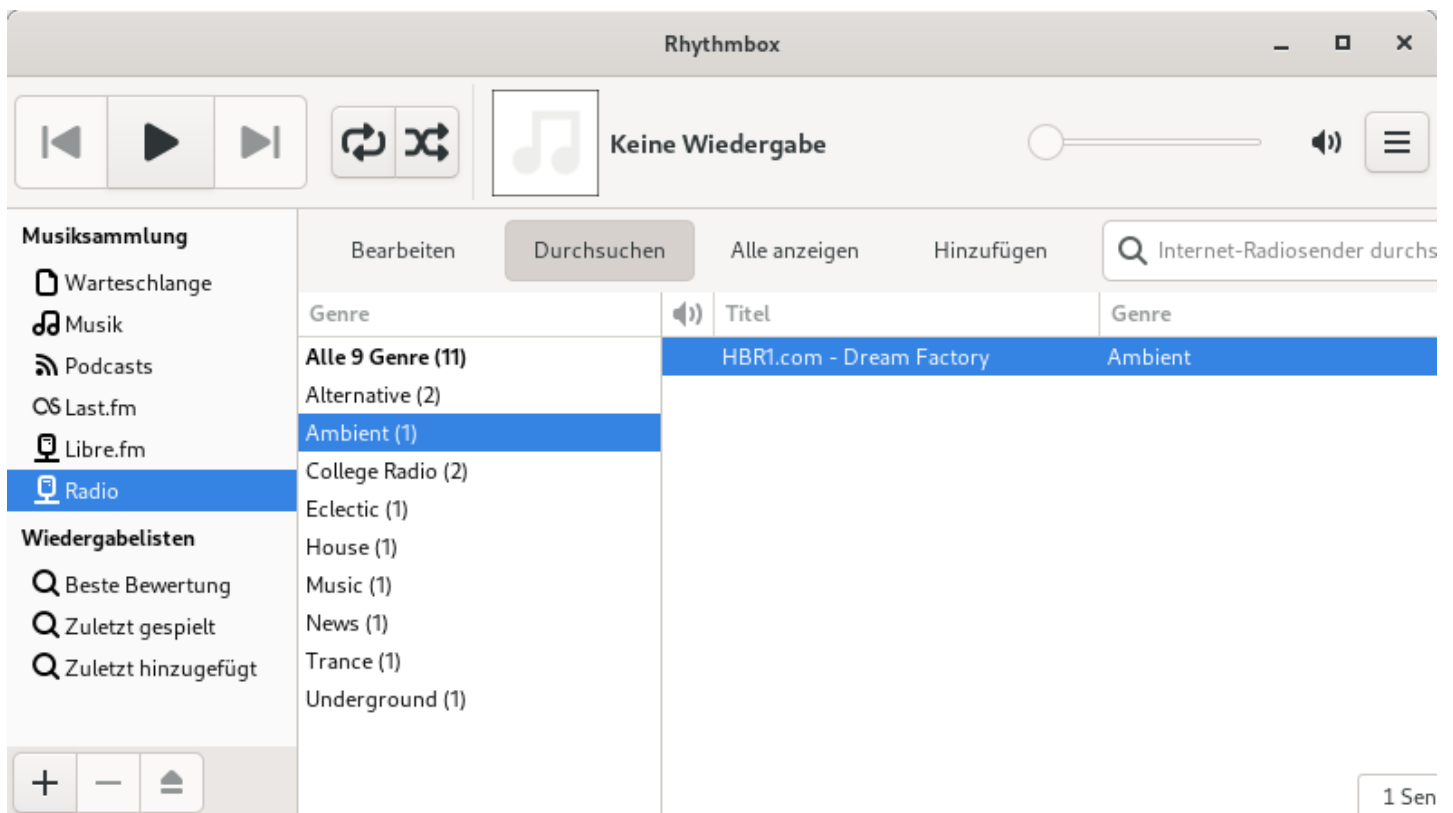 Rhythmbox
Keine Wiedergabe
Musiksammlung
Warteschlange
Musik
Podcasts
Last.fm
Libre.fm
Radio
Wiedergabelisten
Beste Bewertung
Zuletzt gespielt
Zuletzt hinzugefügt
Bearbeiten Durchsuchen Alle anzeigen Hinzufügen Internet-Radiosender durchs
Genre
Alle 9 Genre (11)
Alternative (2)
Ambient (1)
College Radio (2)
Eclectic (1)
House (1)
Music (1)
News (1)
Trance (1)
Underground (1)
Titel Genre
HBR1.com - Dream Factory Ambient
1 Sen